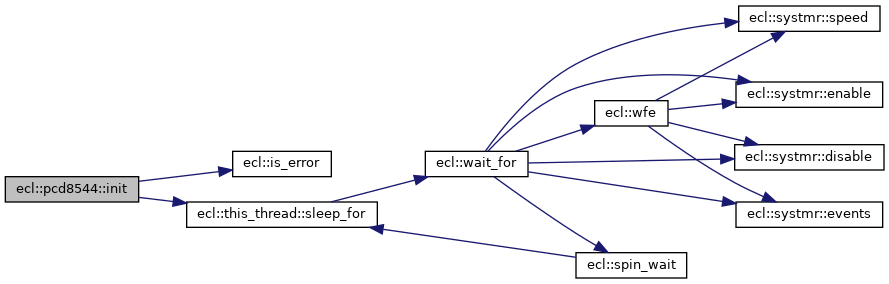 ecl::pcd8544::init
ecl::is_error
ecl::this_thread::sleep_for
ecl::wait_for
ecl::wfe
ecl::spin_wait
ecl::systmr::speed
ecl::systmr::enable
ecl::systmr::disable
ecl::systmr::events